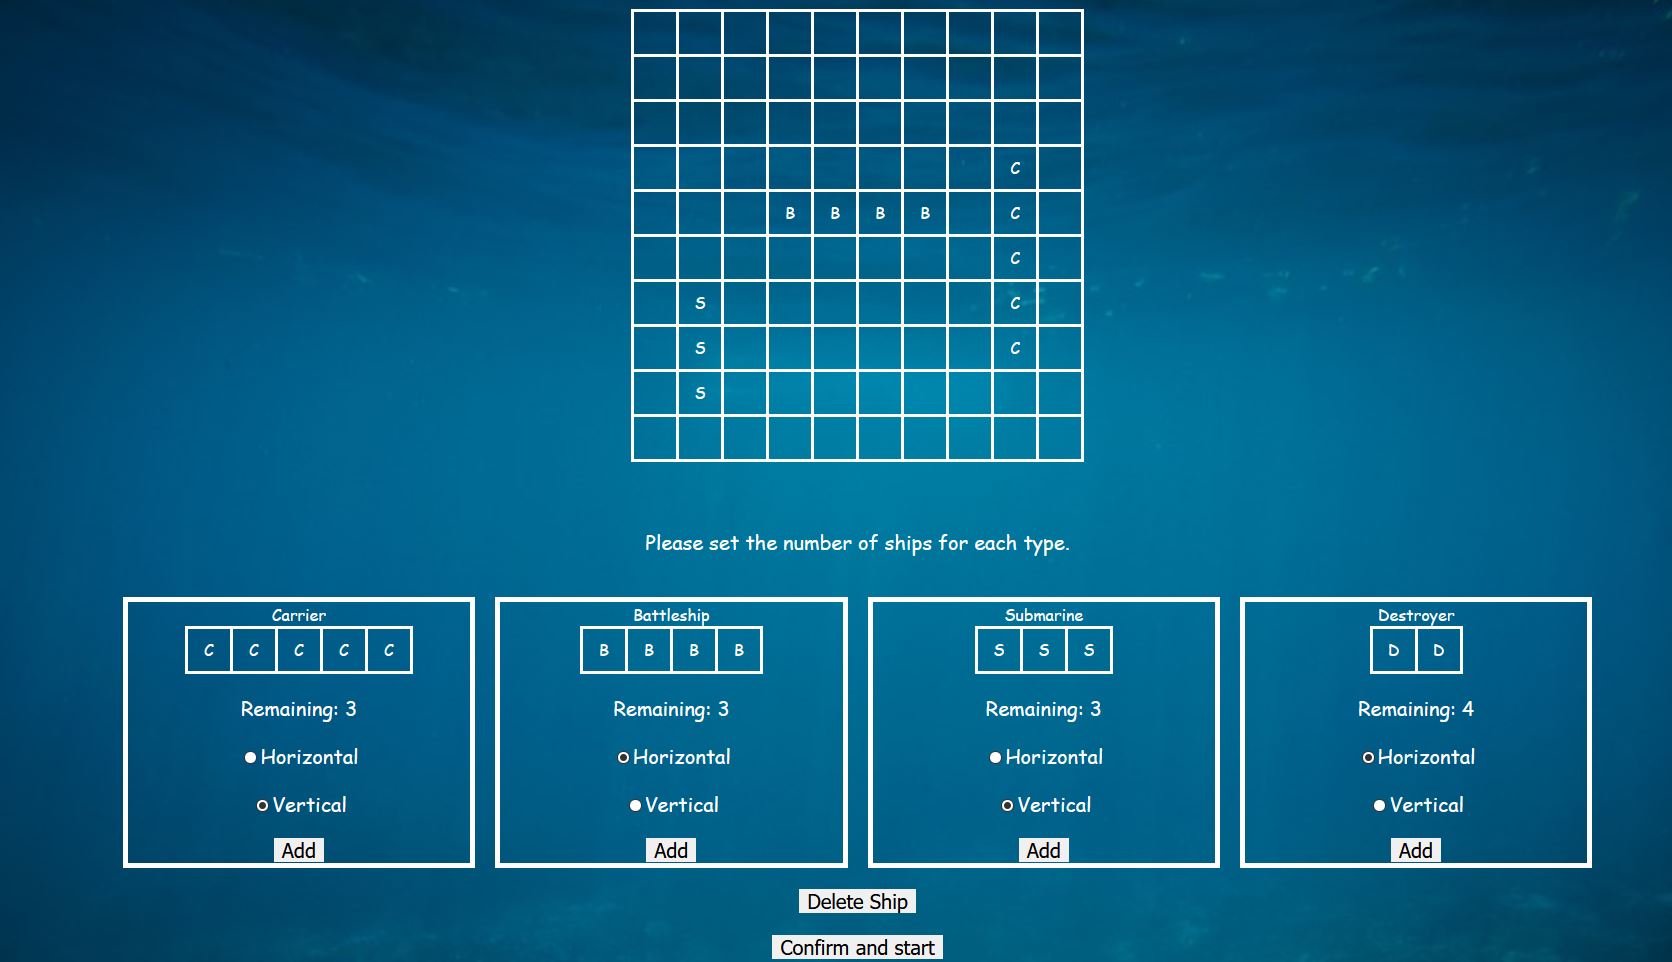 C
B B B B C
C
S C
S C
S
Please set the number of ships for each type.
Carrier Battleship Submarine Destroyer
C C C C C B B B B S S S D D
Remaining: 3 Remaining: 3 Remaining: 3 Remaining: 4
Horizontal Horizontal Horizontal Horizontal
Vertical Vertical Vertical Vertical
Add Add Add Add
Delete Ship
Confirm and start